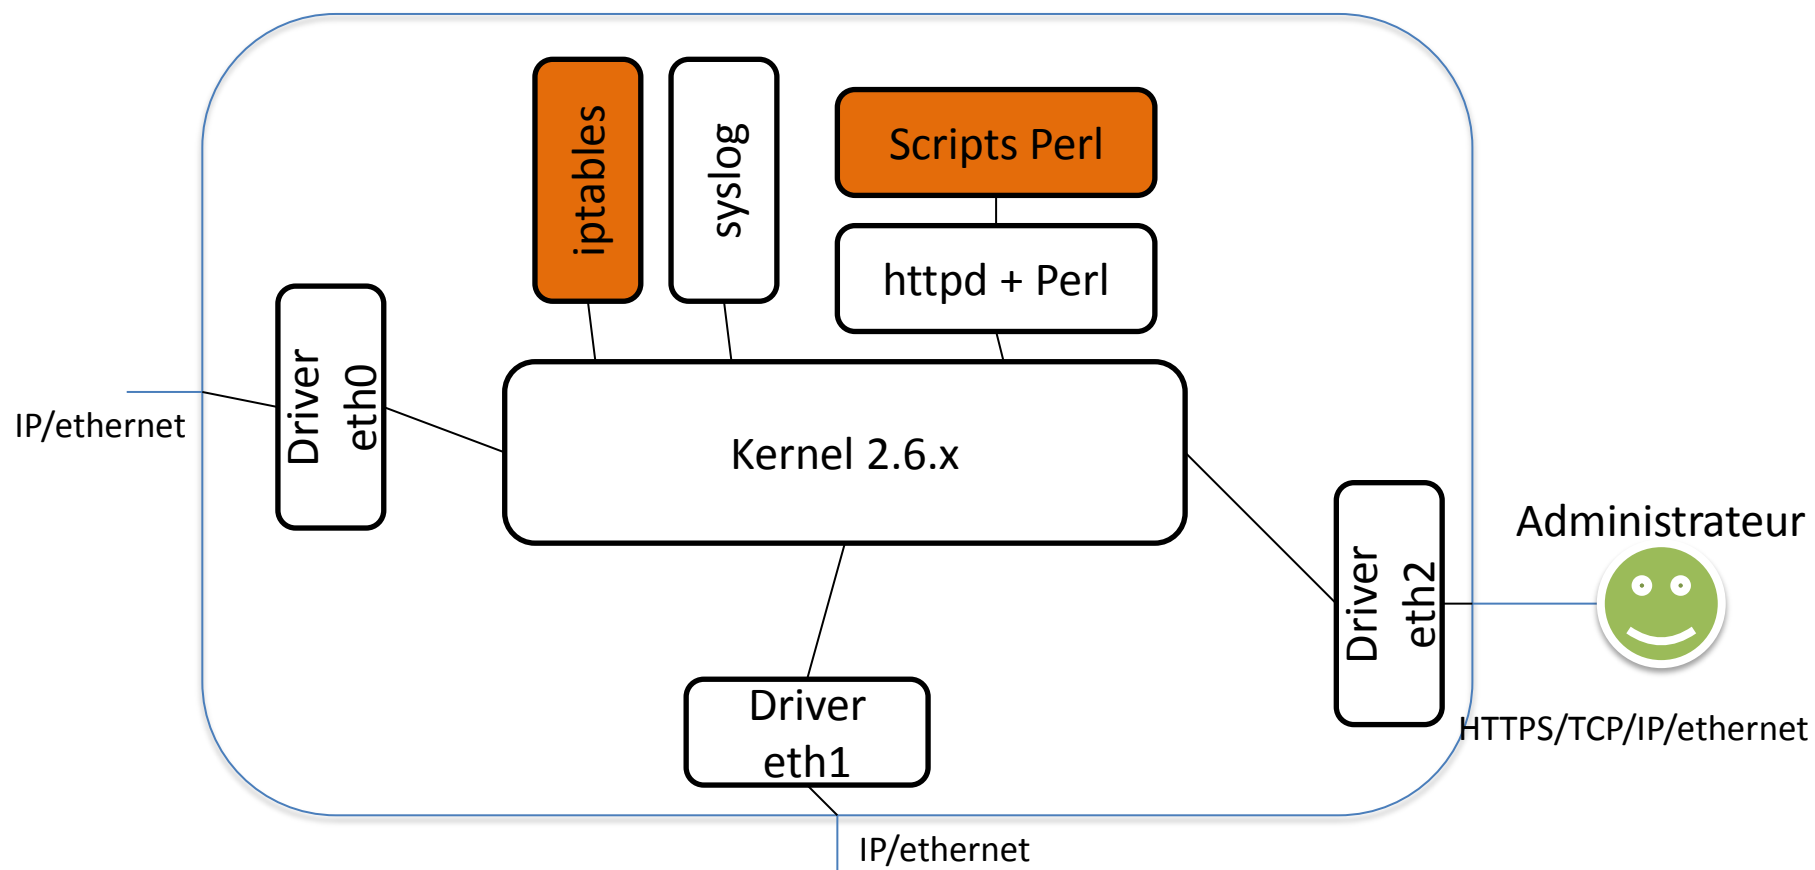 iptables
syslog
Scripts Perl
httpd + Perl
Driver
eth0
IP/ethernet
Kernel 2.6.x
Administrateur
Driver
eth2
HTTPS/TCP/IP/ethernet
Driver
eth1
IP/ethernet